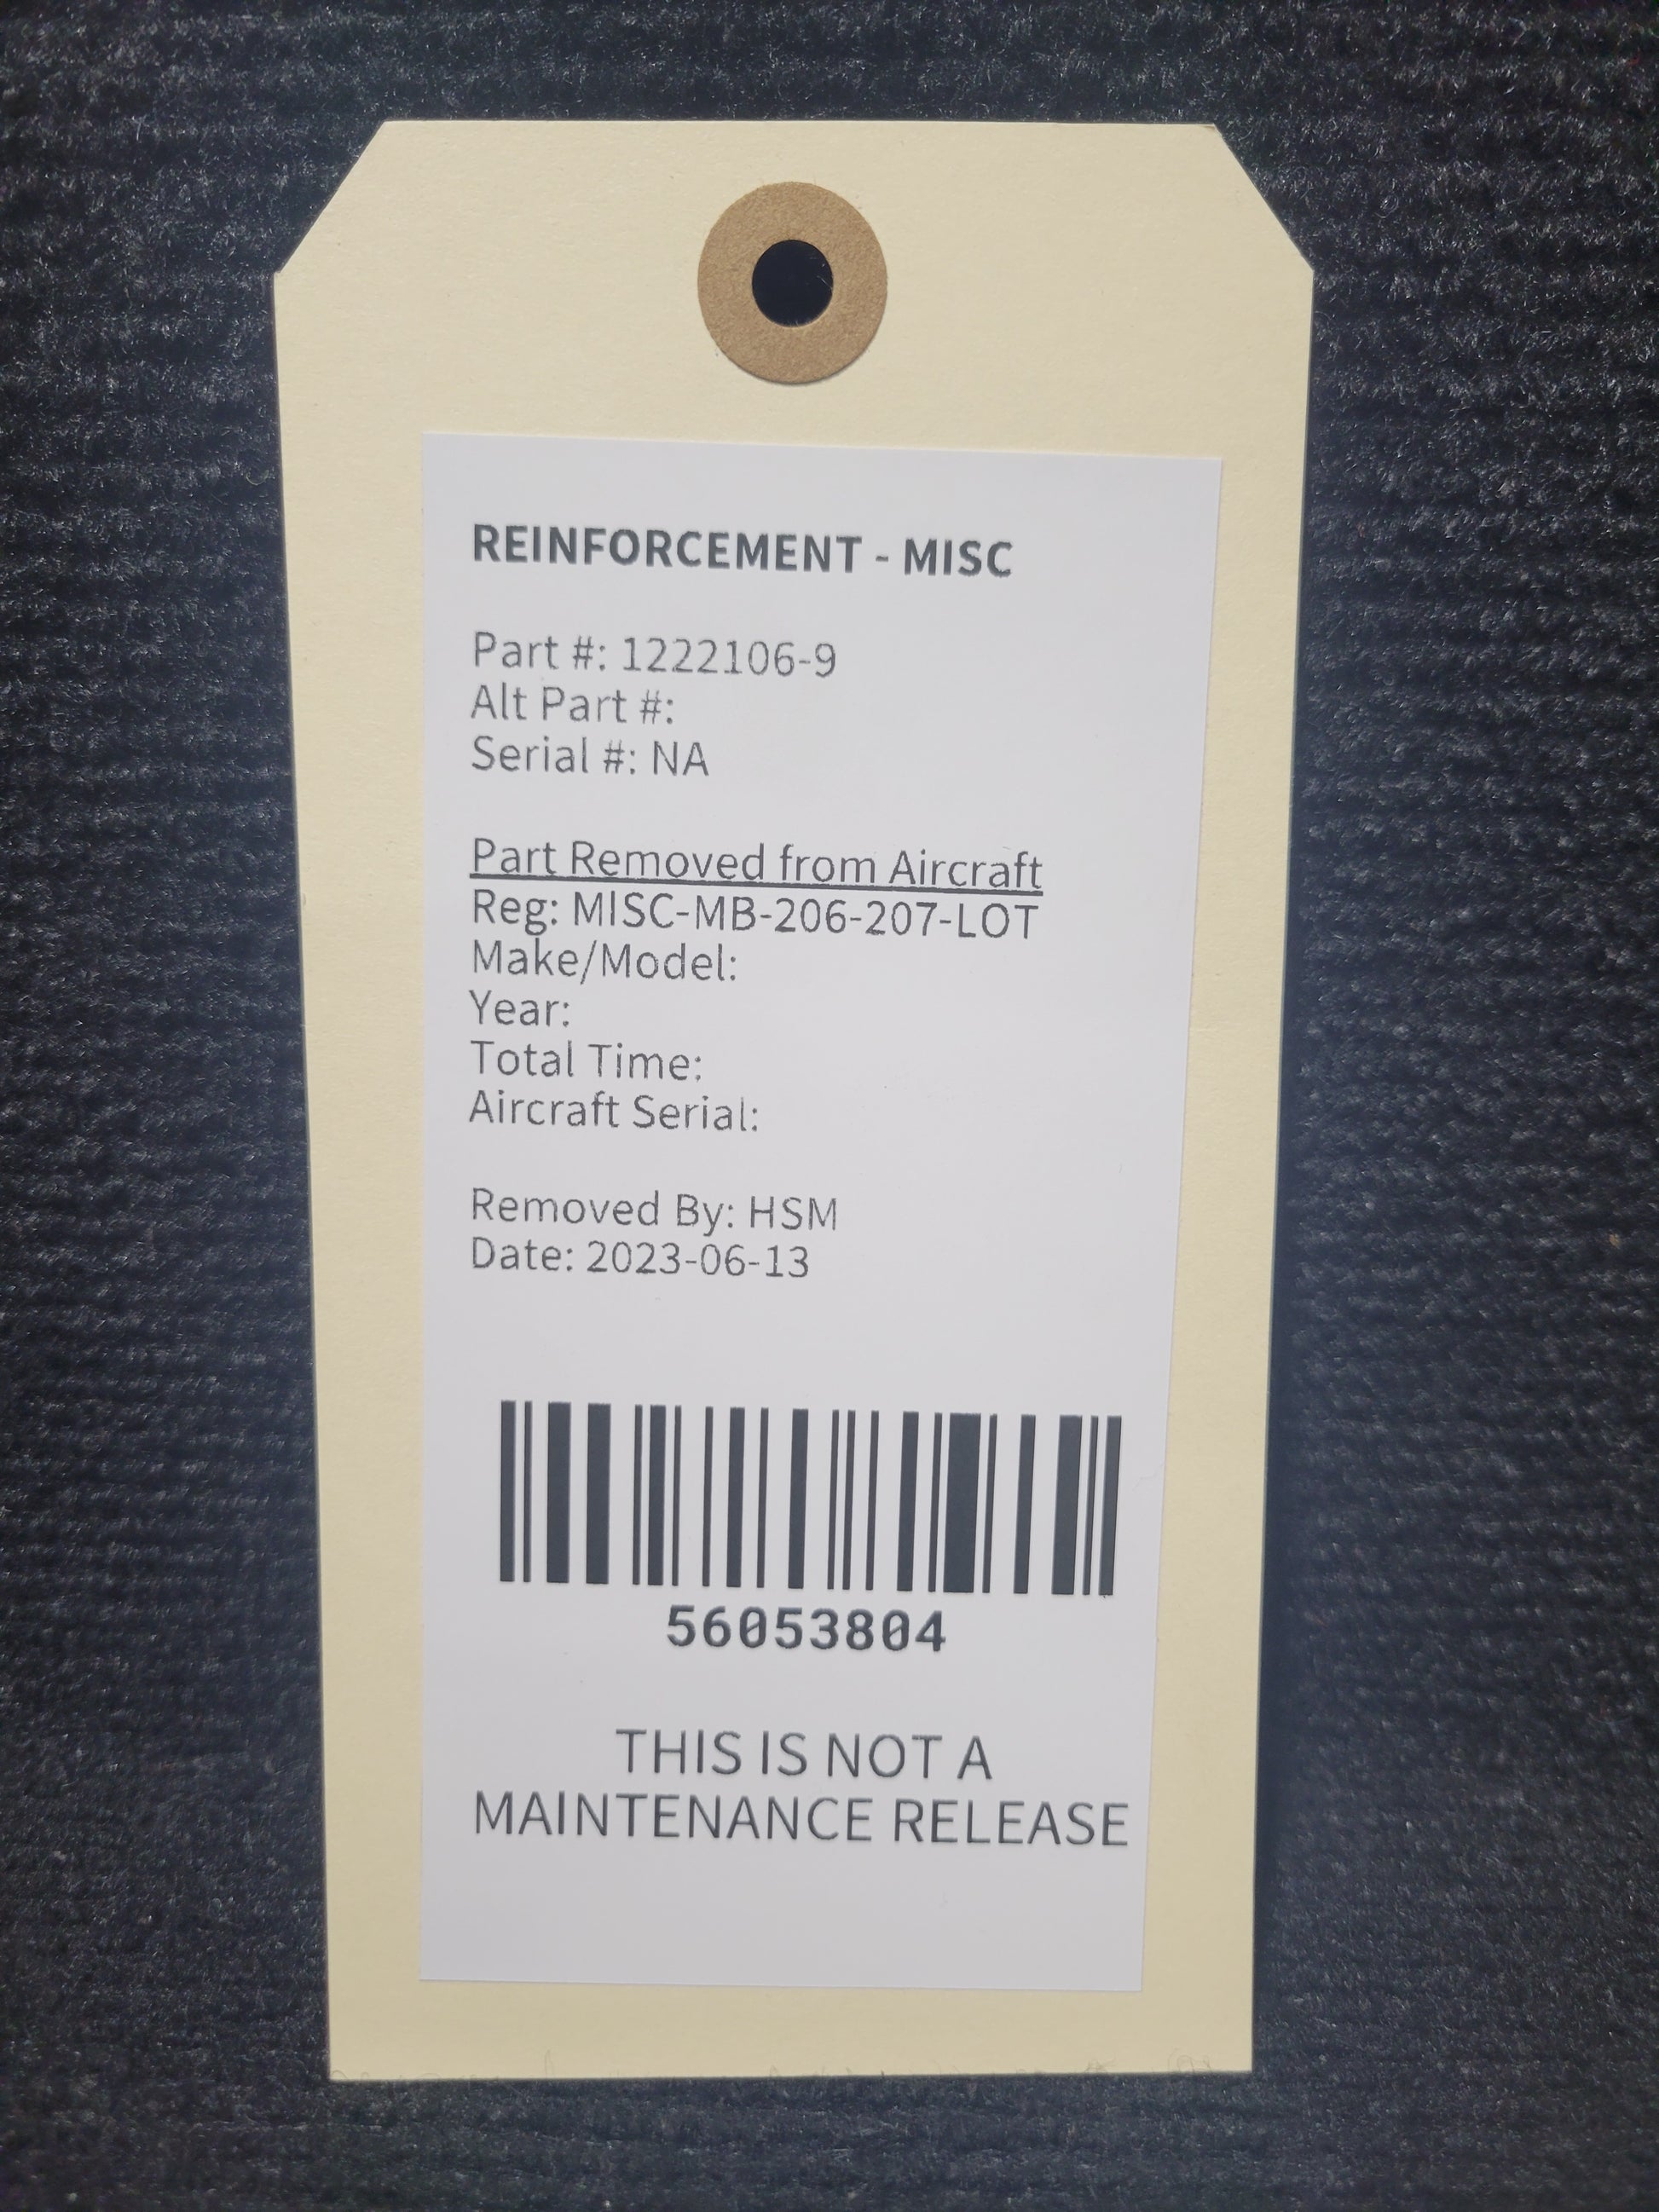 REINFORCEMENT - MISC
Part #: 1222106-9
Alt Part #:
Serial #: NA
Part Removed from Aircraft
Reg: MISC-MB-206-207-LOT
Make/Model:
Year:
Total Time:
Aircraft Serial:
Removed By: HSM
Date: 2023-06-13
56053804
THIS IS NOT A
MAINTENANCE RELEASE